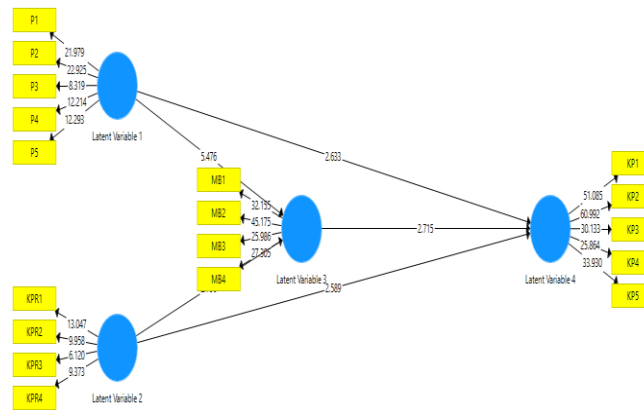 P1
P2
P3
P4
P5
21.979
22.925
8.319
12.214
12.293
Latent Variable 1
5.476
2.633
MB1
MB2
MB3
MB4
32.195
45.175
25.986
27.305
Latent Variable 3
2.715
KP1
KP2
KP3
KP4
KP5
51.085
60.992
30.133
25.864
33.930
Latent Variable 4
2.589
KPR1
KPR2
KPR3
KPR4
13.047
9.958
6.120
9.373
Latent Variable 2